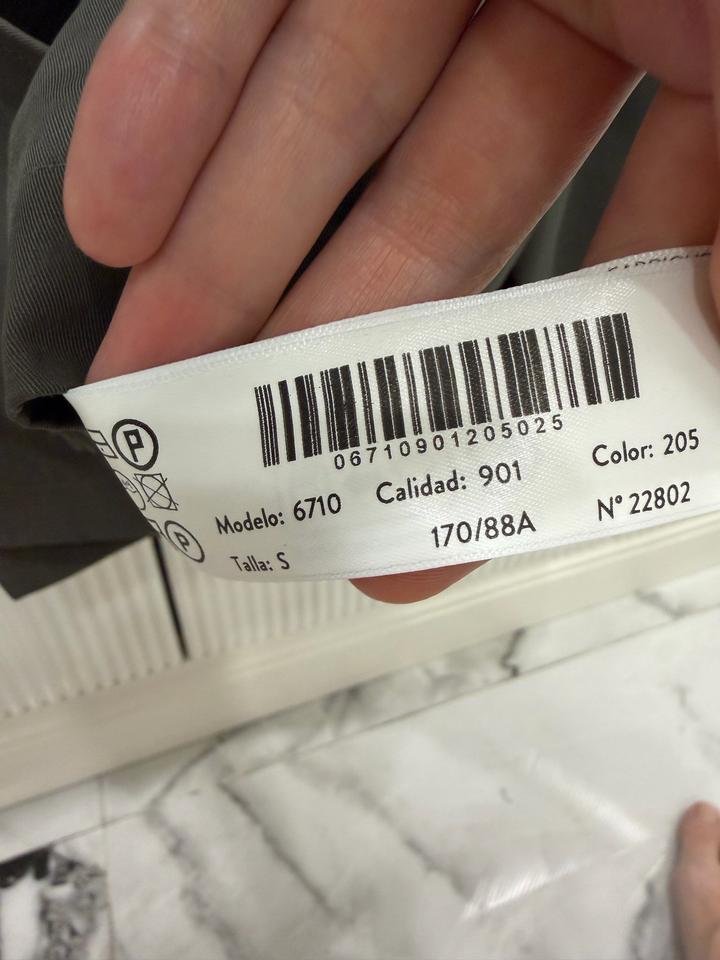 P
06710901205025
Modelo: 6710 Calidad: 901 Color: 205
Talla: S 170/88A Nº 22802
P